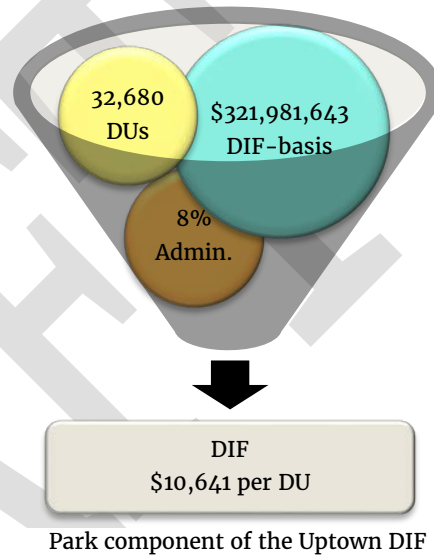 32,680
DUs
$321,981,643
DIF-basis
8%
Admin.
DIF
$10,641 per DU
Park component of the Uptown DIF